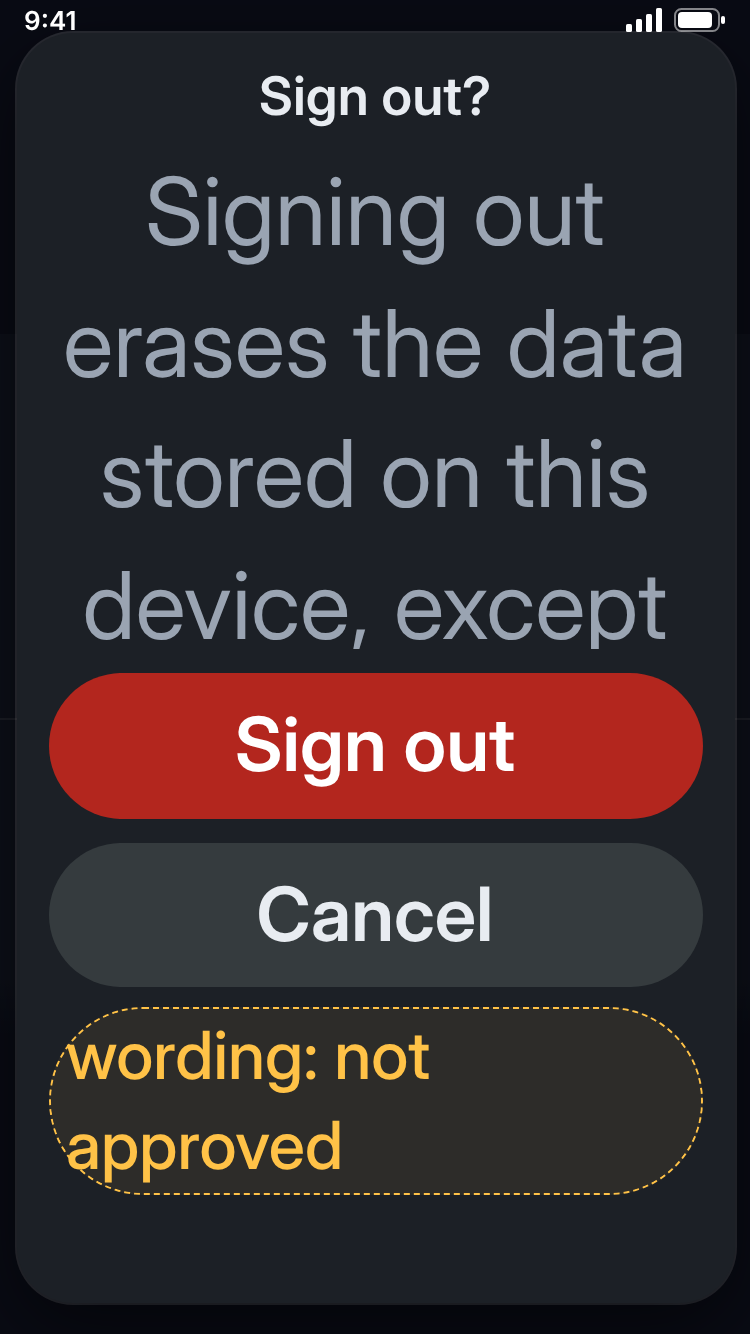 9:41
Sign out?
Signing out
erases the data
stored on this
device, except
Sign out
Cancel
wording: not
approved